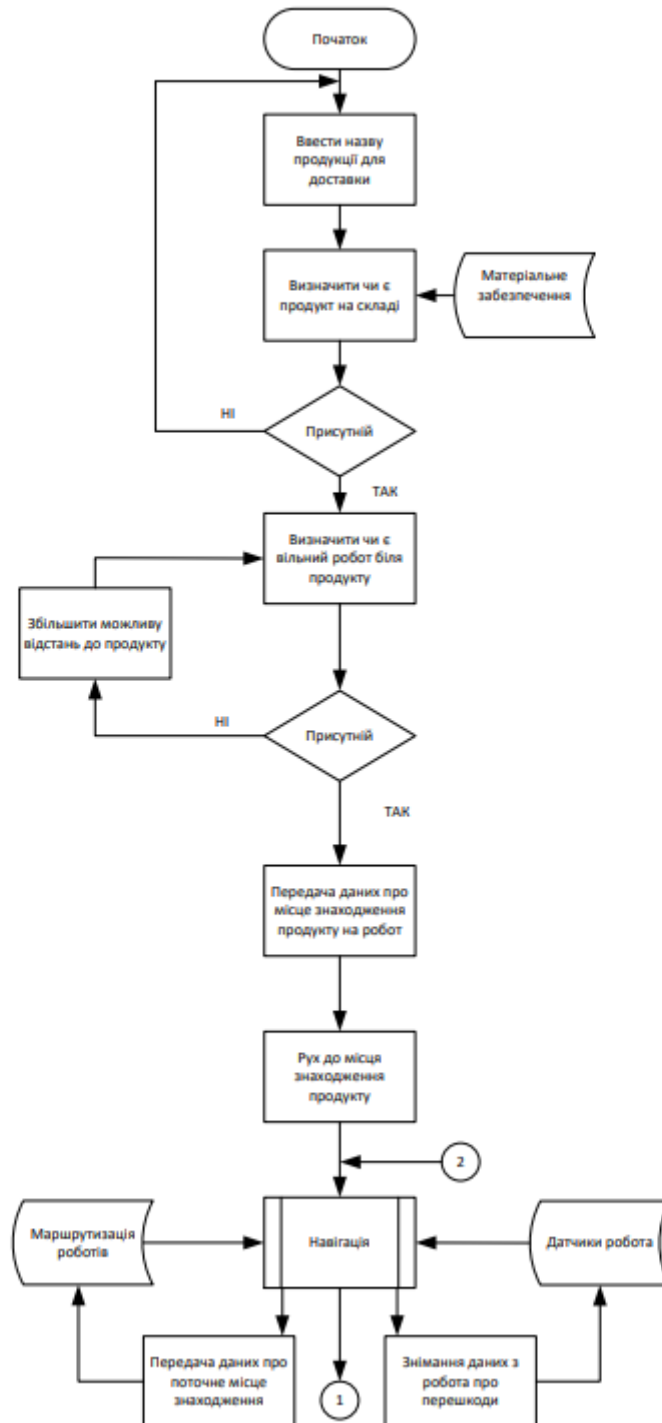 Початок
Ввести назву
продукції для
доставки
Визначити чи є
продукт на складі
Матеріальне
забезпечення
НІ
Присутній
ТАК
Визначити чи є
вільний робот біля
продукту
Збільшити можливу
відстань до продукту
НІ
Присутній
ТАК
Передача даних про
місце знаходження
продукту на робот
Рух до місця
знаходження
продукту
2
Маршрутизація
роботів
Навігація
Датчики робота
Передача даних про
поточне місце
знаходження
1
Знімання даних з
робота про
перешкоди